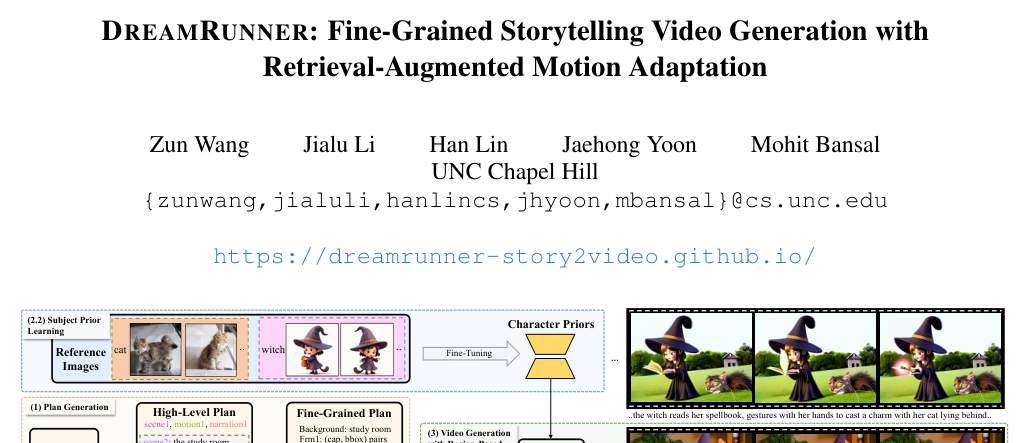 DREAMRUNNER: Fine-Grained Storytelling Video Generation with
Retrieval-Augmented Motion Adaptation
Zun Wang Jialu Li Han Lin Jaehong Yoon Mohit Bansal
UNC Chapel Hill
{zunwang,jialuli,hanlincs,jhyoon,mbansal}@cs.unc.edu
https://dreamrunner-story2video.github.io/
(2.2) Subject Prior
Learning
Reference
Images
cat
..
witch
..
Fine-Tuning
Character Priors
...
..the witch reads her spellbook, gestures with her hands to cast a charm with her cat lying behind..
(1) Plan Generation
High-Level Plan
scene1, motion1, narration1
scene2: the study room
Fine-Grained Plan
Background: study room
Frm1: (cap, bbox) pairs
(3) Video Generation